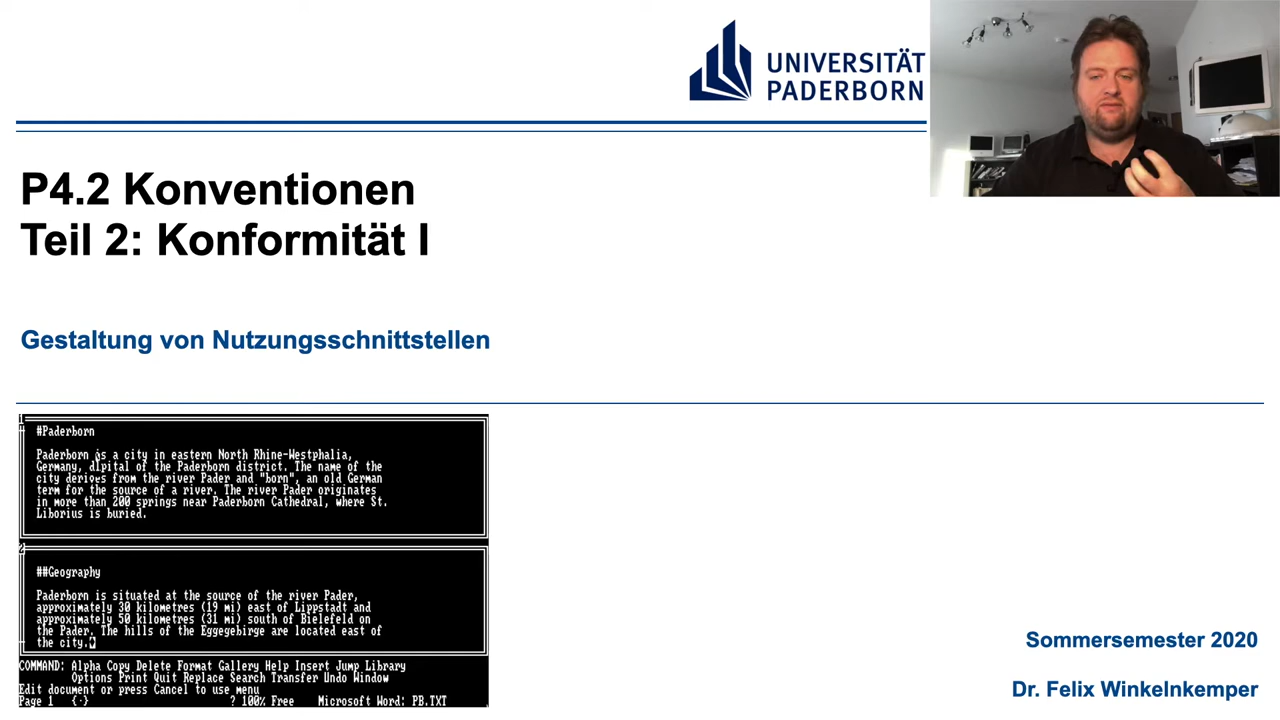 UNIVERSITÄT
PADERBORN
P4.2 Konventionen
Teil 2: Konformität I
Gestaltung von Nutzungsschnittstellen
1
#Paderborn
Paderborn is a city in eastern North Rhine-Westphalia,
Germany, of the Paderborn district. The name of the
city derives from the river Pader and "born", an old German
term for the source of a river. The river Pader originates
in more than 200 springs near Paderborn Cathedral, where St.
Liborius is buried.
2
##Geography
Paderborn is situated at the source of the river Pader,
approximately 30 kilometres (19 mi) east of Lippstadt and
approximately 50 kilometres (31 mi) south of Bielefeld on
the Pader. The hills of the Eggegebirge are located east of
the city.
COMMAND: Alpha Copy Delete Format Gallery Help Insert Jump Library
Options Print Quit Replace Search Transfer Undo Window
Edit document or press Cancel to use menu
Page 1 {·} ? 100% Free Microsoft Word: PB.TXT
Sommersemester 2020
Dr. Felix Winkelnkemper